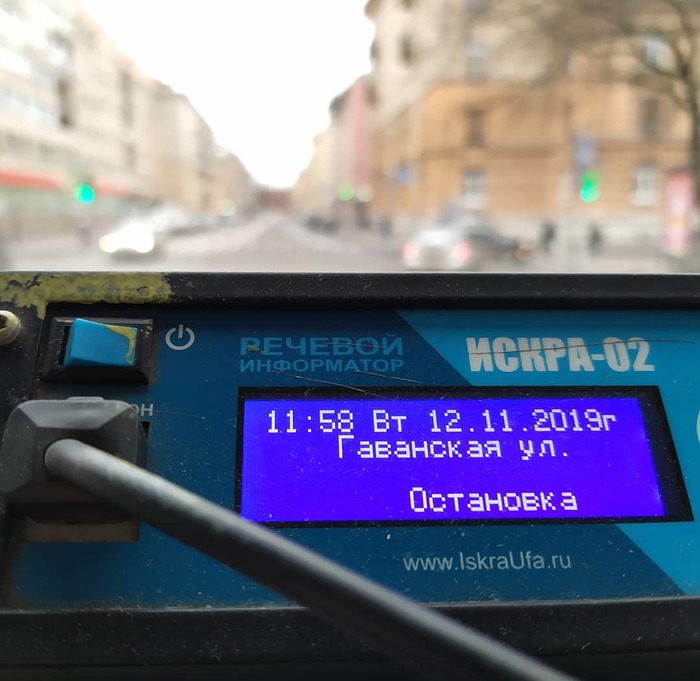 РЕЧЕВОЙ
ИНФОРМАТОР
ИСКРА-02
11:58 Вт 12.11.2019г
Гаванская ул.
Остановка
www.IskraUfa.ru